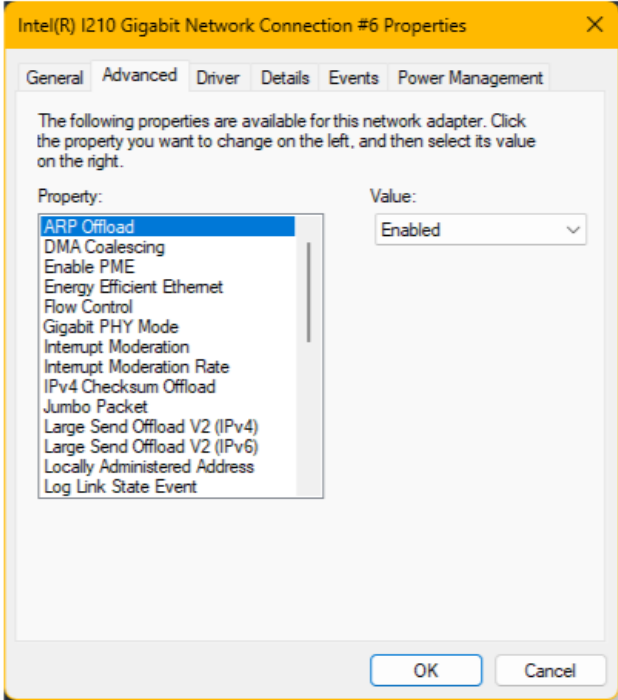 Intel(R) I210 Gigabit Network Connection #6 Properties
General Advanced Driver Details Events Power Management
The following properties are available for this network adapter. Click
the property you want to change on the left, and then select its value
on the right.
Property:
Value:
ARP Offload
Enabled
DMA Coalescing
Enable PME
Energy Efficient Ethernet
Flow Control
Gigabit PHY Mode
Interrupt Moderation
Interrupt Moderation Rate
IPv4 Checksum Offload
Jumbo Packet
Large Send Offload V2 (IPv4)
Large Send Offload V2 (IPv6)
Locally Administered Address
Log Link State Event
OK
Cancel